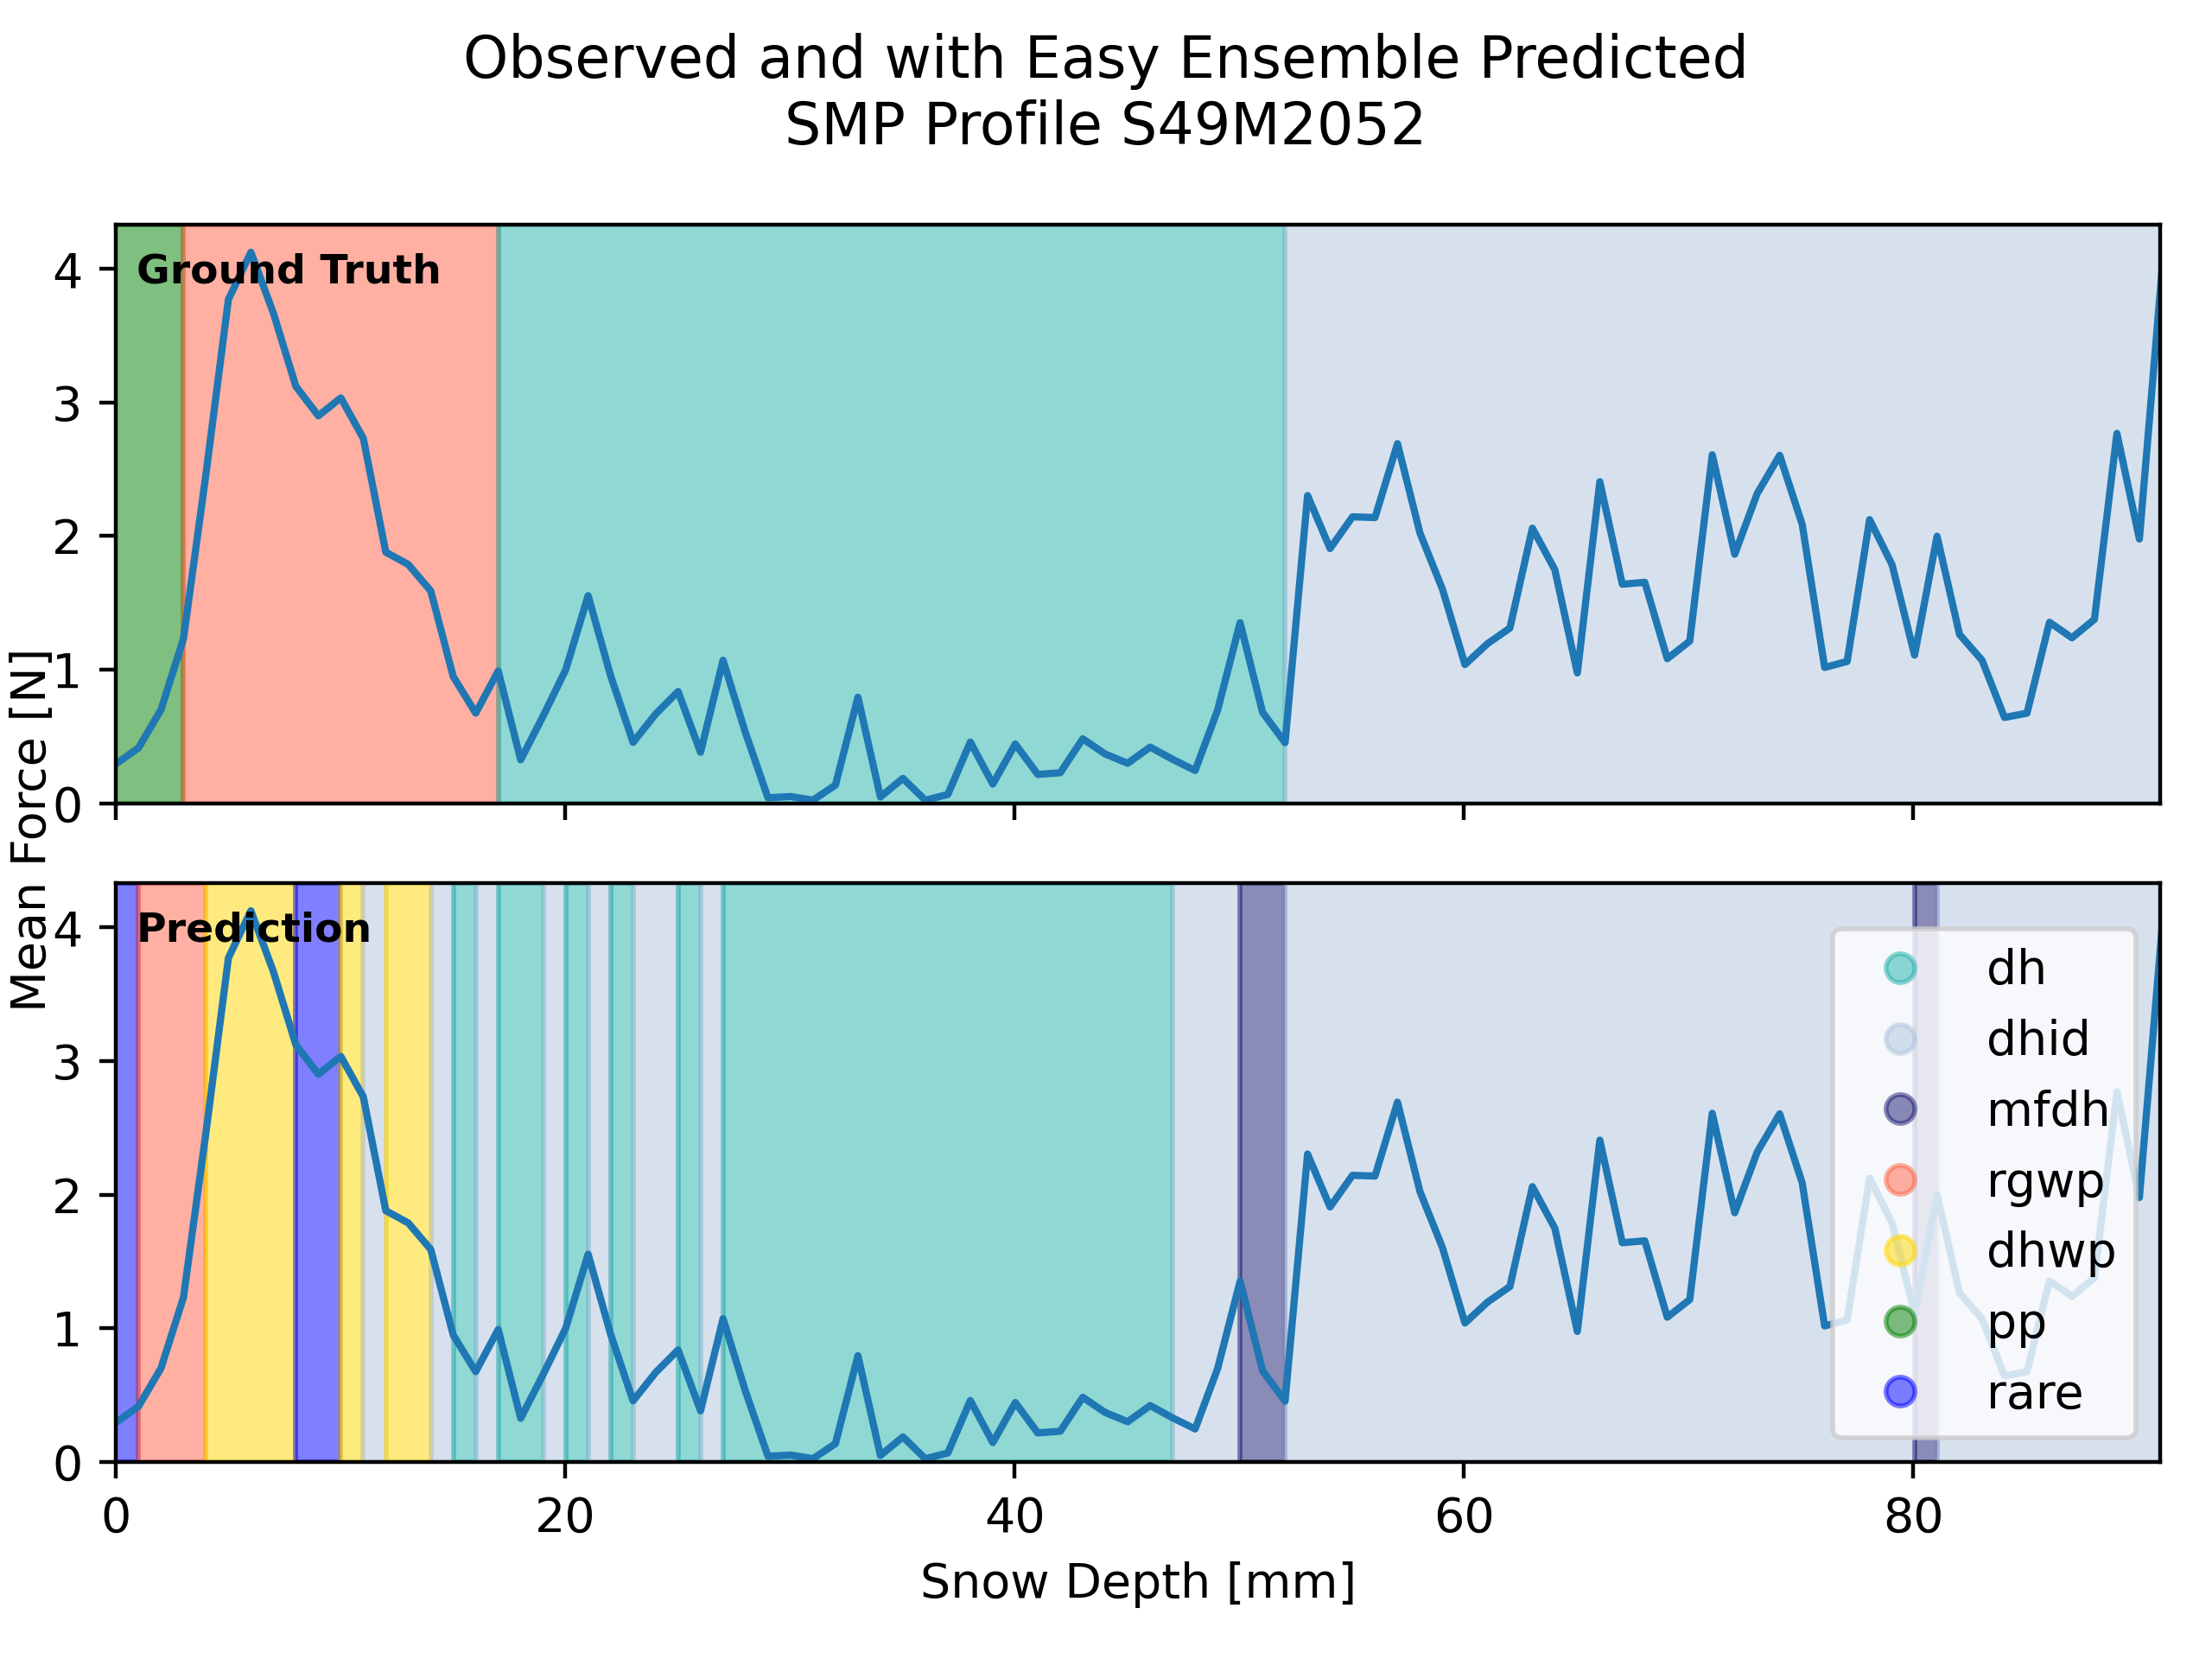 Observed and with Easy Ensemble Predicted
SMP Profile S49M2052
Mean Force [N]
4
3
2
1
0
Ground Truth
4
3
2
1
0
Prediction
dh
dhid
mfdh
rgwp
dhwp
pp
rare
0 20 40 60 80
Snow Depth [mm]